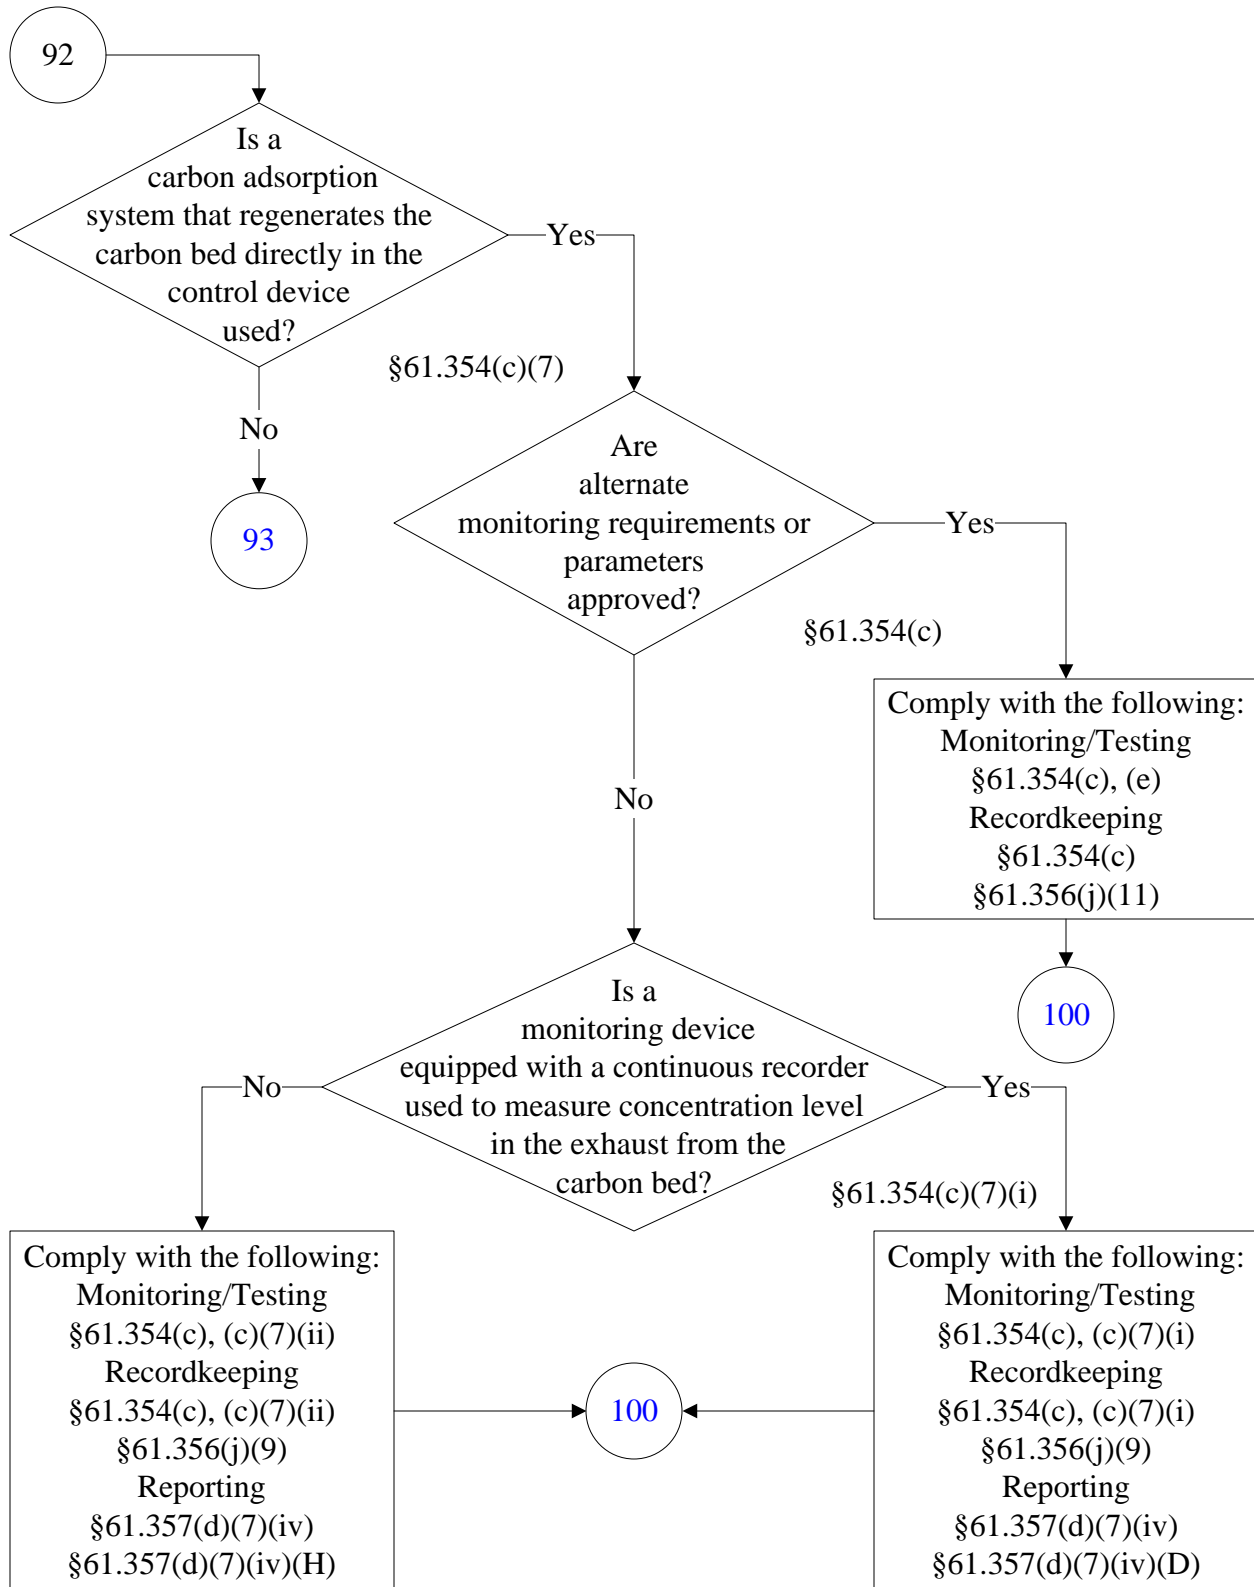 92
Is a
carbon adsorption
system that regenerates the
carbon bed directly in the
control device
used?
Yes
§61.354(c)(7)
No
93
Are
alternate
monitoring requirements or
parameters
approved?
Yes
§61.354(c)
Comply with the following:
Monitoring/Testing
§61.354(c), (e)
Recordkeeping
§61.354(c)
§61.356(j)(11)
100
No
Is a
monitoring device
equipped with a continuous recorder
used to measure concentration level
in the exhaust from the
carbon bed?
No
Yes
§61.354(c)(7)(i)
Comply with the following:
Monitoring/Testing
§61.354(c), (c)(7)(ii)
Recordkeeping
§61.354(c), (c)(7)(ii)
§61.356(j)(9)
Reporting
§61.357(d)(7)(iv)
§61.357(d)(7)(iv)(H)
100
Comply with the following:
Monitoring/Testing
§61.354(c), (c)(7)(i)
Recordkeeping
§61.354(c), (c)(7)(i)
§61.356(j)(9)
Reporting
§61.357(d)(7)(iv)
§61.357(d)(7)(iv)(D)